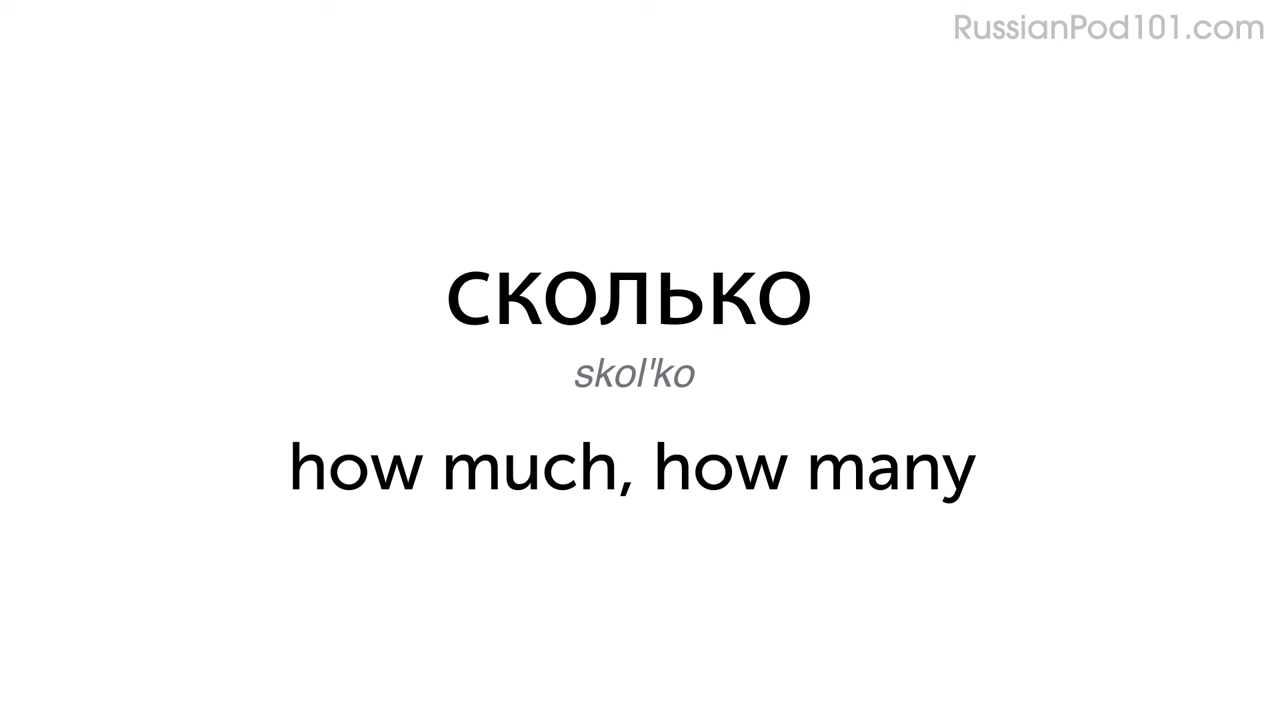 RussianPod101.com
сколько
skol'ko
how much, how many